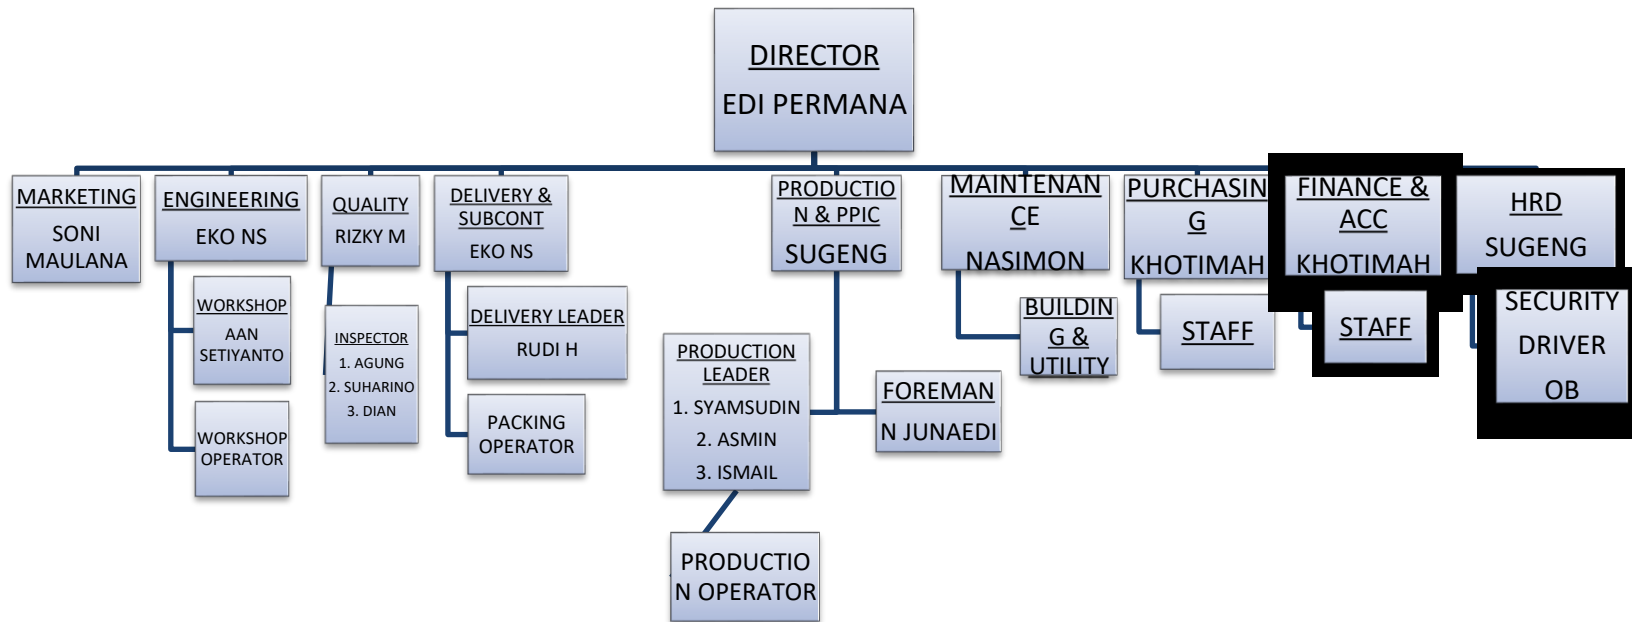 DIRECTOR
EDI PERMANA
MARKETING
SONI
MAULANA
ENGINEERING
EKO NS
WORKSHOP
AAN
SETIYANTO
WORKSHOP
OPERATOR
QUALITY
RIZKY M
INSPECTOR
1. AGUNG
2. SUHARINO
3. DIAN
DELIVERY &
SUBCONT
EKO NS
DELIVERY LEADER
RUDI H
PACKING
OPERATOR
PRODUCTIO
N & PPIC
SUGENG
PRODUCTION
LEADER
1. SYAMSUDIN
2. ASMIN
3. ISMAIL
PRODUCTIO
N OPERATOR
FOREMAN
N JUNAEDI
MAINTENAN
CE
NASIMON
BUILDIN
G &
UTILITY
PURCHASIN
G
KHOTIMAH
STAFF
FINANCE &
ACC
KHOTIMAH
STAFF
HRD
SUGENG
SECURITY
DRIVER
OB